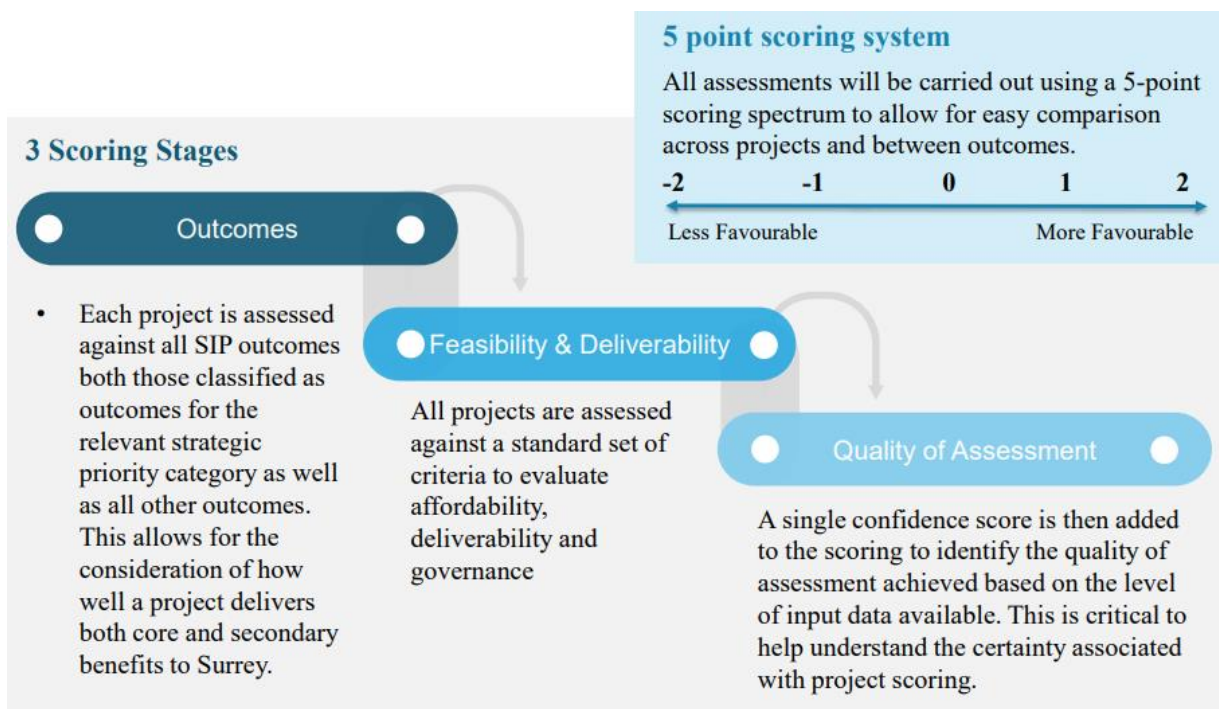 5 point scoring system
All assessments will be carried out using a 5-point
scoring spectrum to allow for easy comparison
across projects and between outcomes.
-2 -1 0 1 2
Less Favourable More Favourable
3 Scoring Stages
Outcomes
• Each project is assessed
against all SIP outcomes
both those classified as
outcomes for the
relevant strategic
priority category as well
as all other outcomes.
This allows for the
consideration of how
well a project delivers
both core and secondary
benefits to Surrey.
Feasibility & Deliverability
All projects are assessed
against a standard set of
criteria to evaluate
affordability,
deliverability and
governance
Quality of Assessment
A single confidence score is then added
to the scoring to identify the quality of
assessment achieved based on the level
of input data available. This is critical to
help understand the certainty associated
with project scoring.